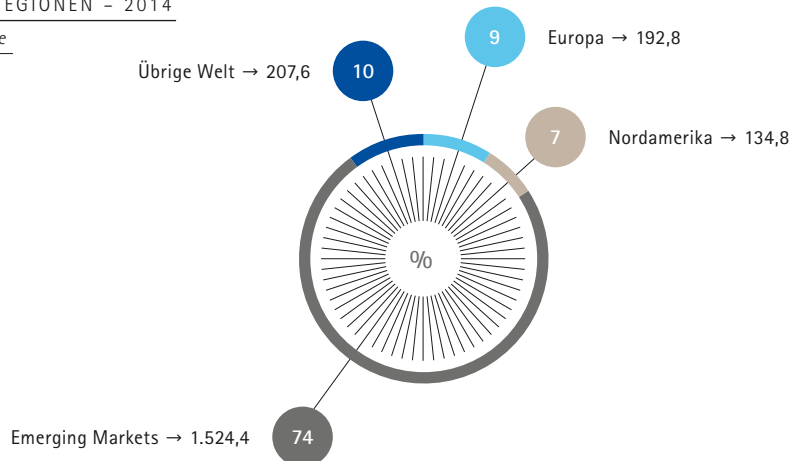 EGIONEN – 2014
e
9
Europa → 192,8
Übrige Welt → 207,6
10
7
Nordamerika → 134,8
%
Emerging Markets → 1.524,4
74